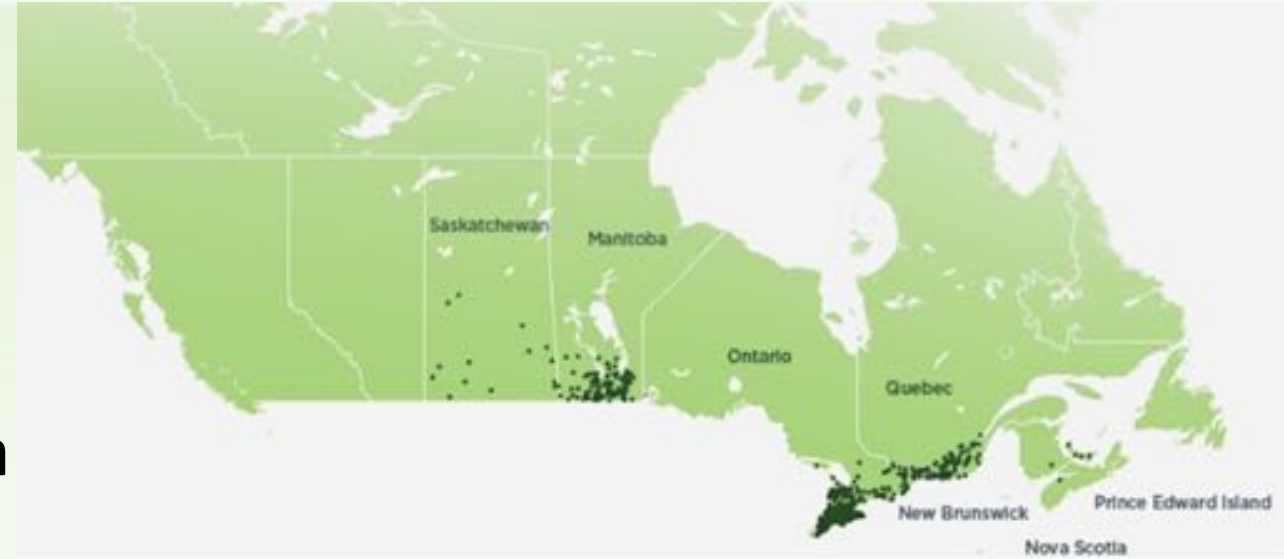 Saskatchewan
Manitoba
Ontario
Quebec
New Brunswick
Prince Edward Island
Nova Scotia